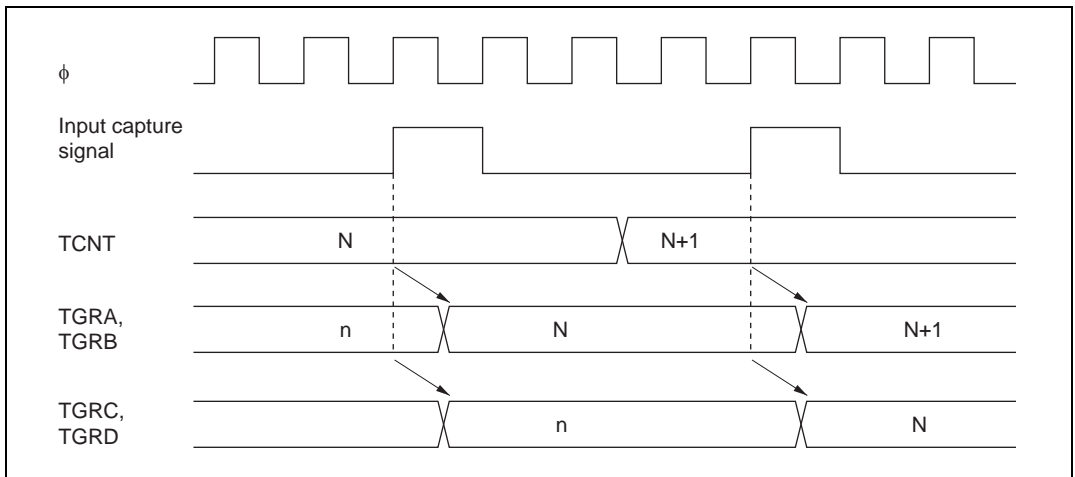 ϕ
Input capture
signal
TCNT
N
N+1
TGRA,
TGRB
n
N
N+1
TGRC,
TGRD
n
N